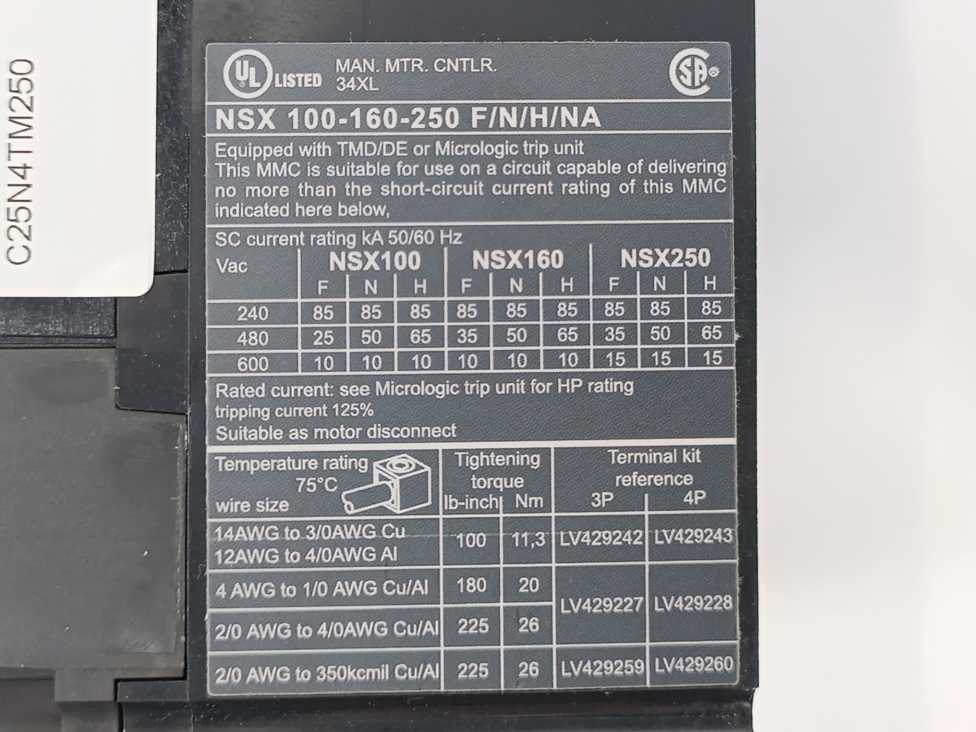 C25N4TM250
UL LISTED MAN. MTR. CNTLR.
34XL
SA®
NSX 100-160-250 F/N/H/NA
Equipped with TMD/DE or Micrologic trip unit
This MMC is suitable for use on a circuit capable of delivering
no more than the short-circuit current rating of this MMC
indicated here below,
SC current rating kA 50/60 Hz
Vac NSX100 NSX160 NSX250
F N H F N H F N H
240 85 85 85 85 85 85 85 85 85
480 25 50 65 35 50 65 35 50 65
600 10 10 10 10 10 10 15 15 15
Rated current: see Micrologic trip unit for HP rating
tripping current 125%
Suitable as motor disconnect
Temperature rating Tightening Terminal kit
75°C torque reference
wire size lb-inch Nm 3P 4P
14AWG to 3/0AWG Cu
12AWG to 4/0AWG Al 100 11,3 LV429242 LV429243
4 AWG to 1/0 AWG Cu/Al 180 20
LV429227 LV429228
2/0 AWG to 4/0AWG Cu/Al 225 26
2/0 AWG to 350kcmil Cu/Al 225 26 LV429259 LV429260